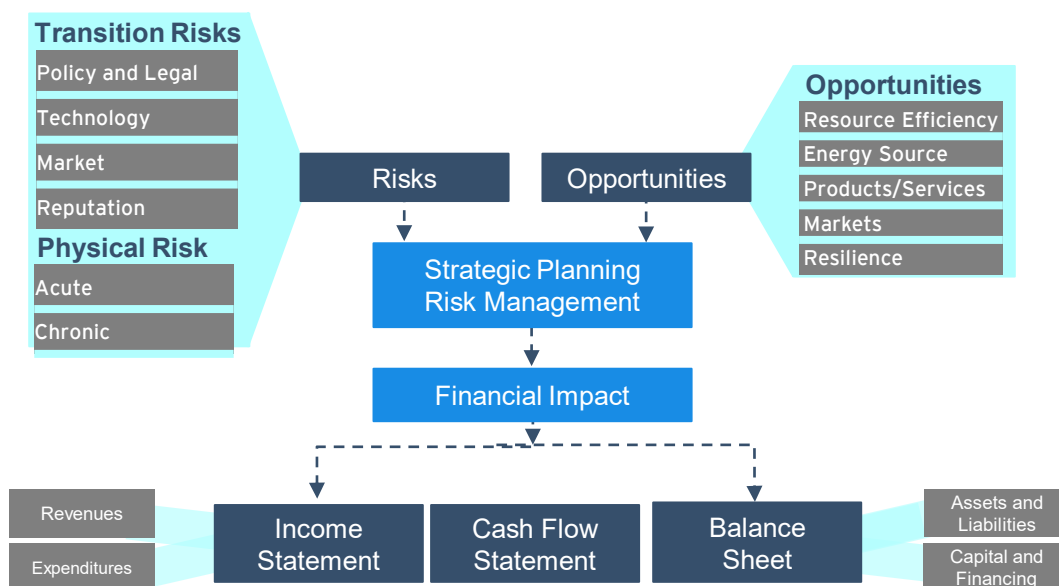 Transition Risks
Policy and Legal
Technology
Market
Reputation
Physical Risk
Acute
Chronic
Risks
Opportunities
Opportunities
Resource Efficiency
Energy Source
Products/Services
Markets
Resilience
Strategic Planning
Risk Management
Financial Impact
Revenues
Expenditures
Income
Statement
Cash Flow
Statement
Balance
Sheet
Assets and
Liabilities
Capital and
Financing